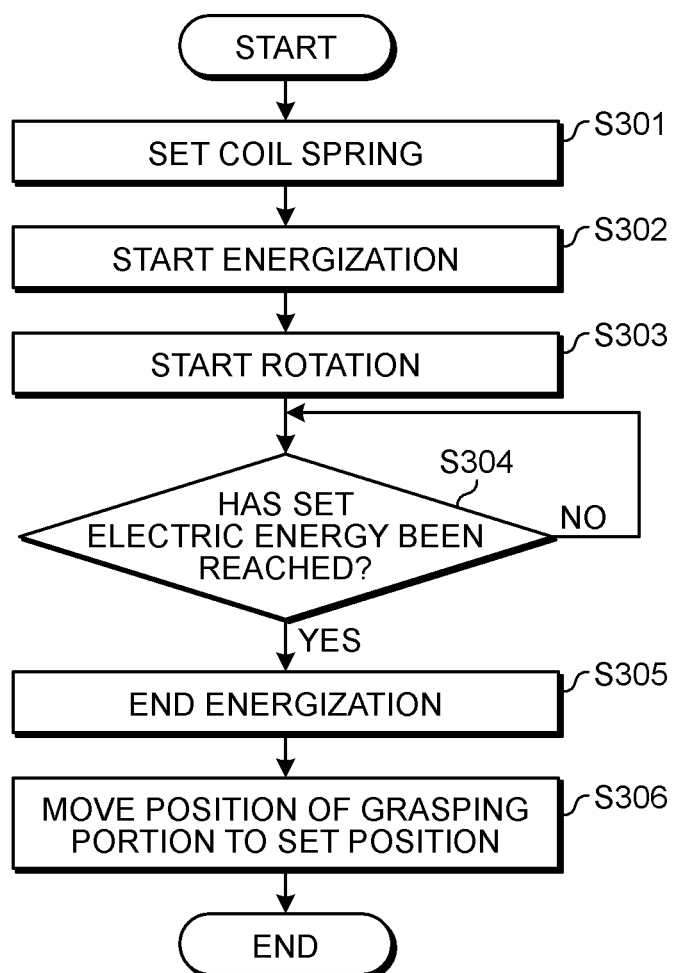 START
S301
SET COIL SPRING
S302
START ENERGIZATION
S303
START ROTATION
S304
HAS SET
ELECTRIC ENERGY BEEN
REACHED?
NO
YES
S305
END ENERGIZATION
S306
MOVE POSITION OF GRASPING
PORTION TO SET POSITION
END